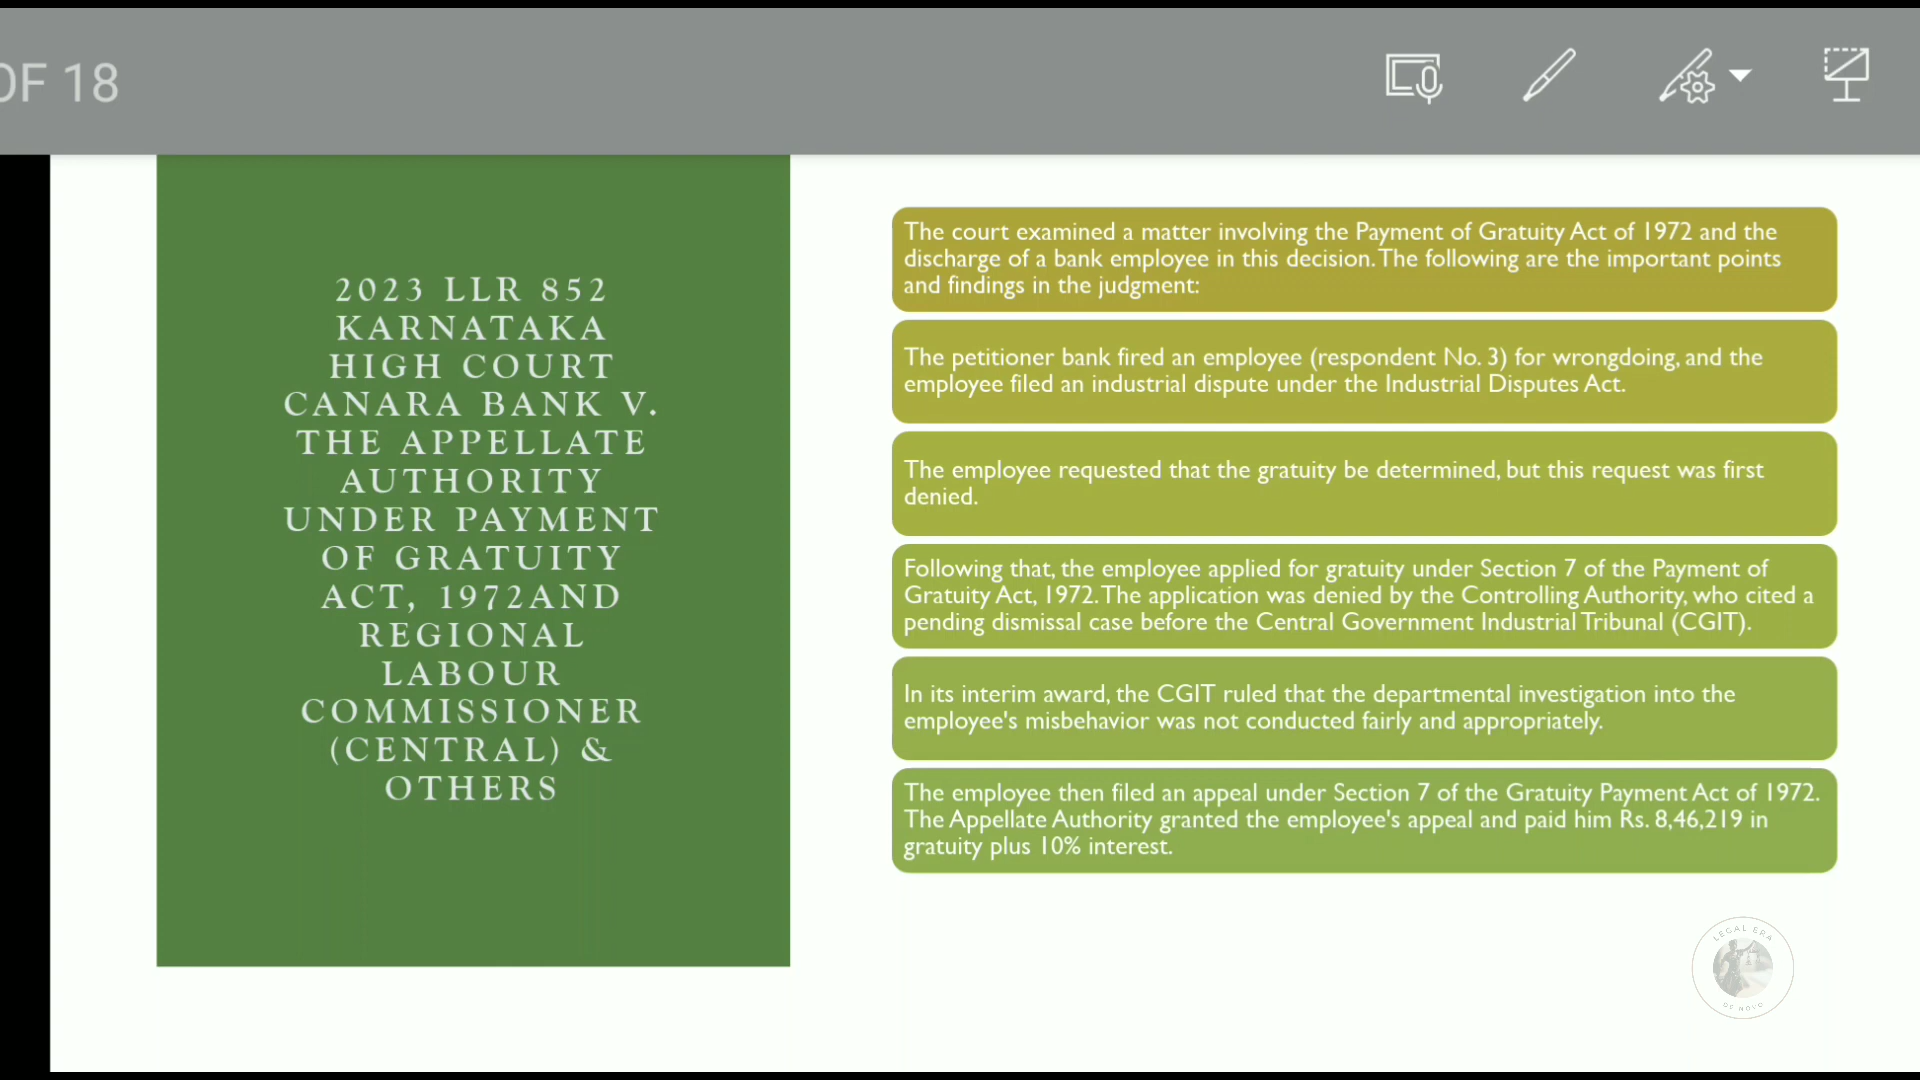 OF 18
2023 LLR 852
KARNATAKA
HIGH COURT
CANARA BANK V.
THE APPELLATE
AUTHORITY
UNDER PAYMENT
OF GRATUITY
ACT, 1972AND
REGIONAL
LABOUR
COMMISSIONER
(CENTRAL) &
OTHERS
The court examined a matter involving the Payment of Gratuity Act of 1972 and the
discharge of a bank employee in this decision. The following are the important points
and findings in the judgment:
The petitioner bank fired an employee (respondent No. 3) for wrongdoing, and the
employee filed an industrial dispute under the Industrial Disputes Act.
The employee requested that the gratuity be determined, but this request was first
denied.
Following that, the employee applied for gratuity under Section 7 of the Payment of
Gratuity Act, 1972. The application was denied by the Controlling Authority, who cited a
pending dismissal case before the Central Government Industrial Tribunal (CGIT).
In its interim award, the CGIT ruled that the departmental investigation into the
employee's misbehavior was not conducted fairly and appropriately.
The employee then filed an appeal under Section 7 of the Gratuity Payment Act of 1972.
The Appellate Authority granted the employee's appeal and paid him Rs. 8,46,219 in
gratuity plus 10% interest.
LEGAL ERA
DE NOVO